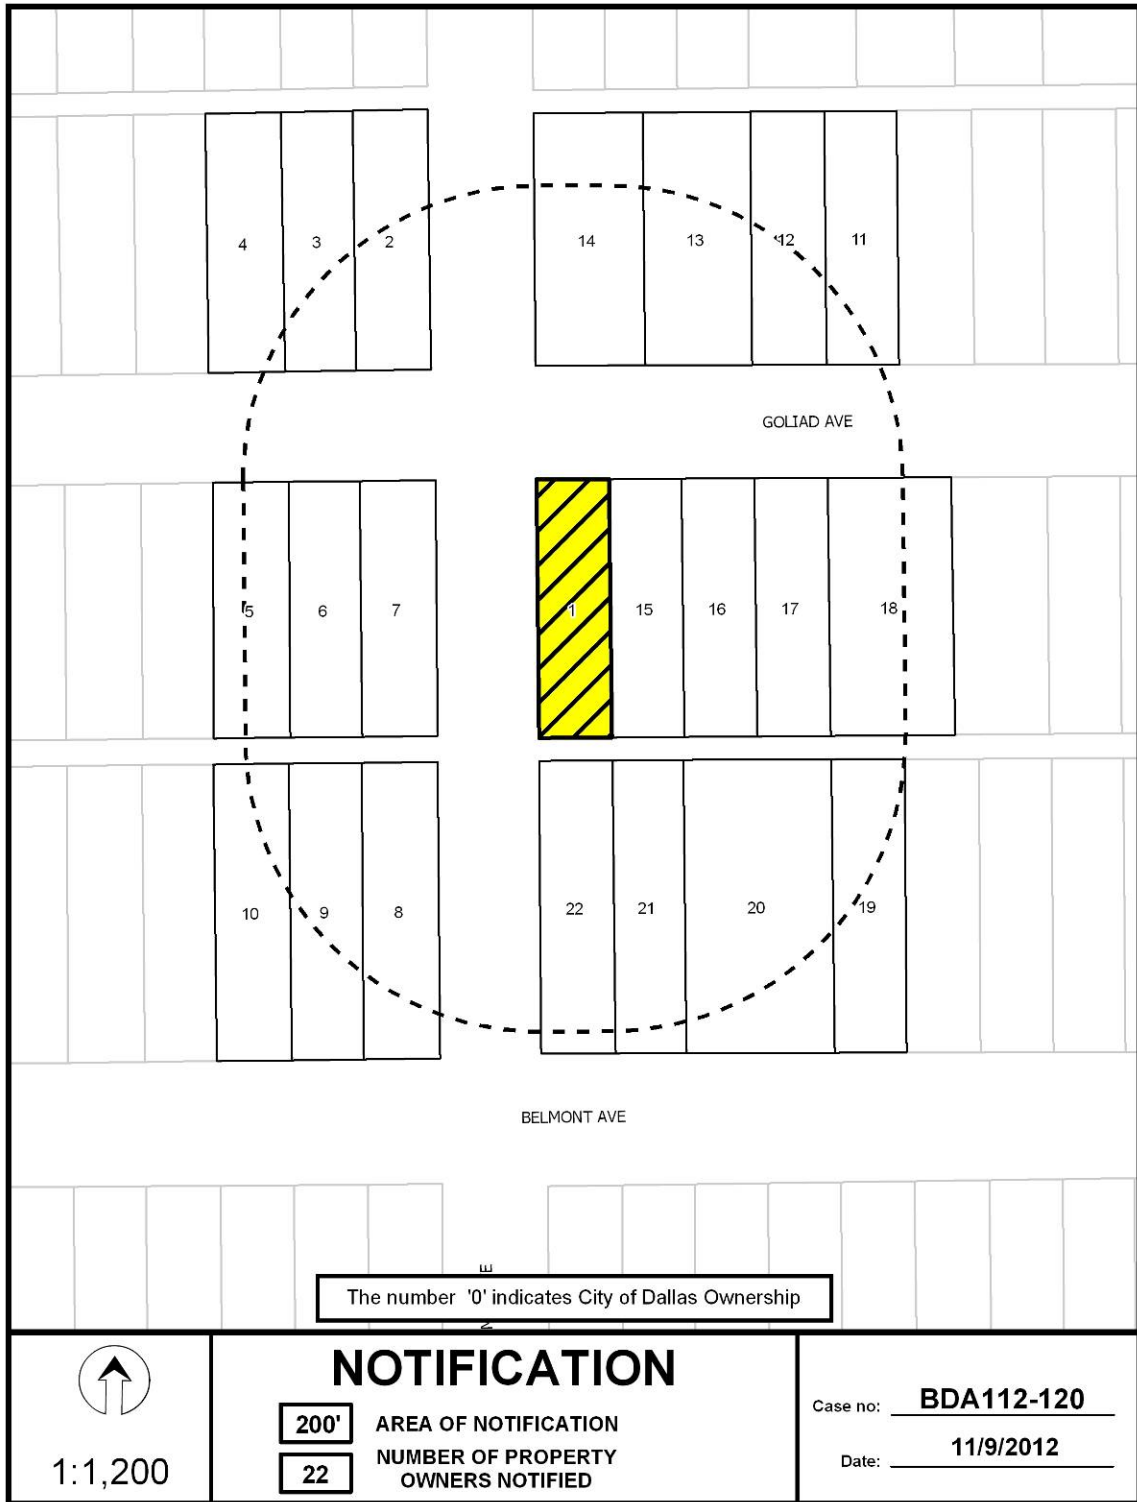 4
3
2
14
13
12
11
GOLIAD AVE
5
6
7
1
15
16
17
18
10
9
8
22
21
20
19
BELMONT AVE
The number '0' indicates City of Dallas Ownership
1:1,200
NOTIFICATION
200' AREA OF NOTIFICATION
22 NUMBER OF PROPERTY
OWNERS NOTIFIED
Case no: BDA112-120
Date: 11/9/2012